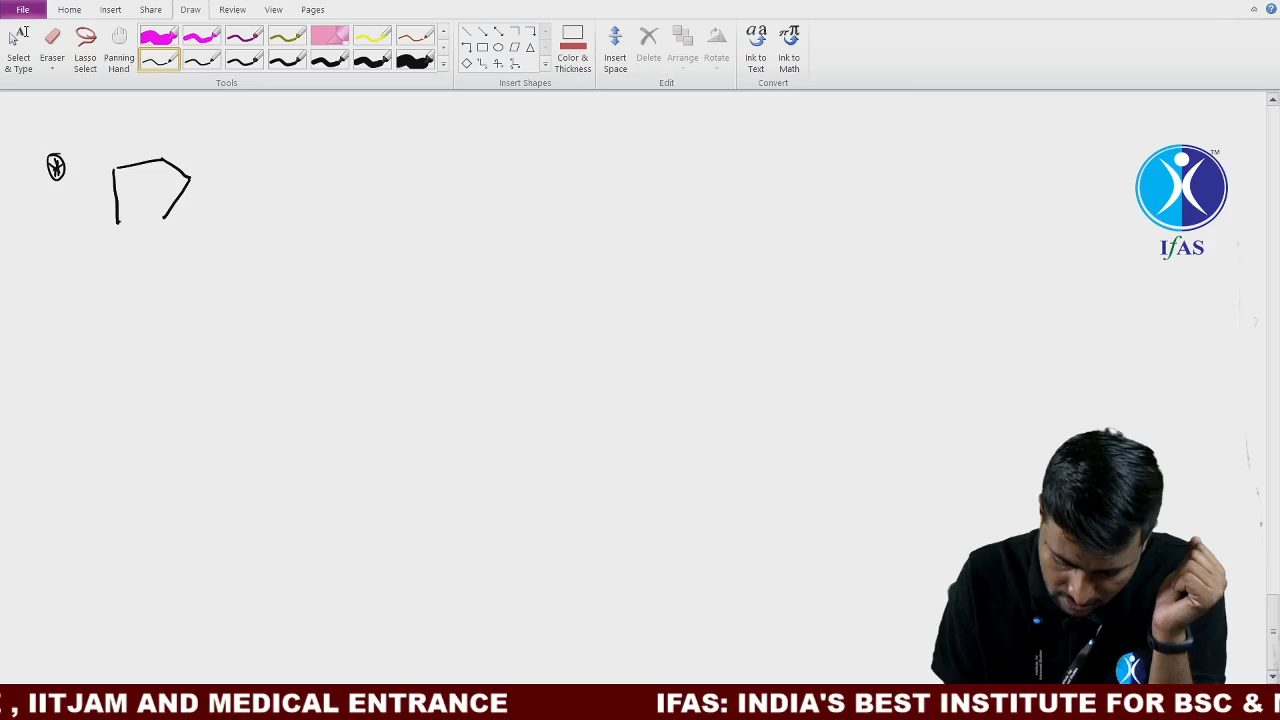 File Home Insert Share Draw Review View Pages
Select & Type
Eraser
Lasso Select
Panning Hand
Insert Space
Delete
Arrange
Rotate
Color & Thickness
Ink to Text
Ink to Math
Tools
Insert Shapes
Edit
Convert
TM
IfAS
, IITJAM AND MEDICAL ENTRANCE IFAS: INDIA'S BEST INSTITUTE FOR BSC &